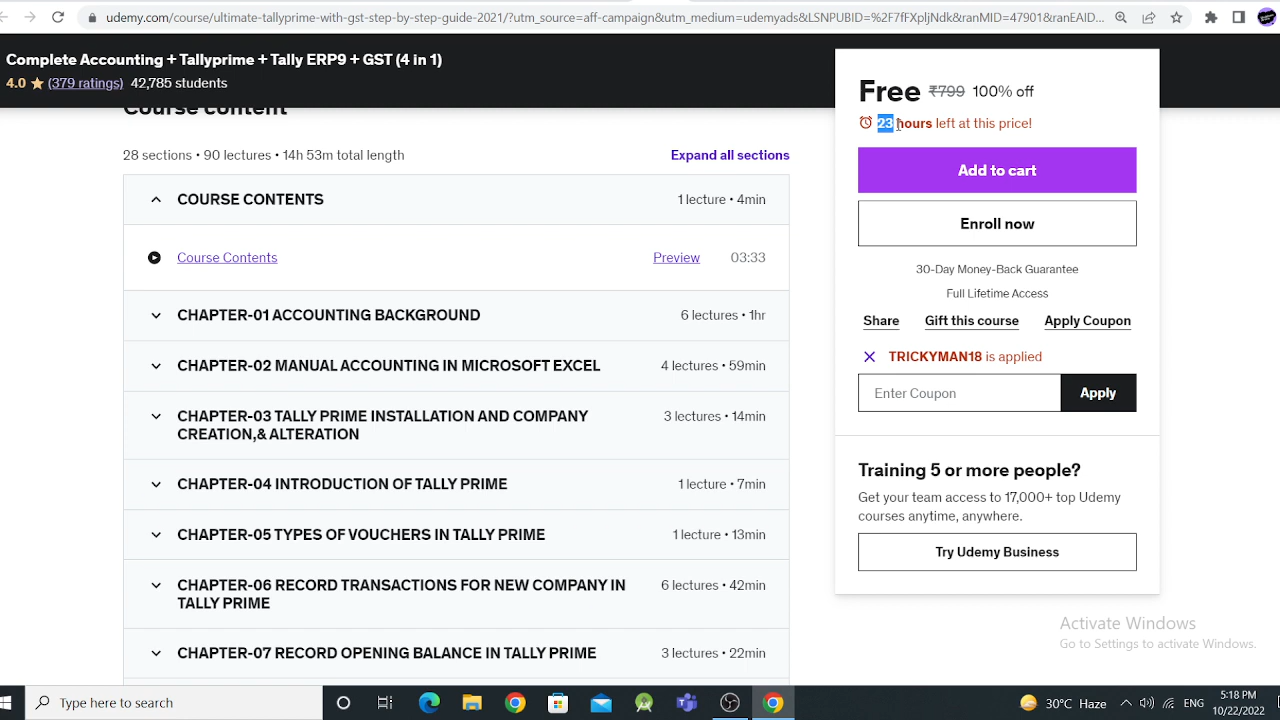 udemy.com/course/ultimate-tallyprime-with-gst-step-by-step-guide-2021/?utm_source=aff-campaign&utm_medium=udemyads&LSNPUBID=%2F7fFXpljNdk&ranMID=47901&ranEAID...
Complete Accounting + Tallyprime + Tally ERP9 + GST (4 in 1)
4.0 ★ (379 ratings) 42,785 students
Course content
28 sections • 90 lectures • 14h 53m total length
Expand all sections
COURSE CONTENTS
1 lecture • 4min
Course Contents
Preview
03:33
CHAPTER-01 ACCOUNTING BACKGROUND
6 lectures • 1hr
CHAPTER-02 MANUAL ACCOUNTING IN MICROSOFT EXCEL
4 lectures • 59min
CHAPTER-03 TALLY PRIME INSTALLATION AND COMPANY
CREATION,& ALTERATION
3 lectures • 14min
CHAPTER-04 INTRODUCTION OF TALLY PRIME
1 lecture • 7min
CHAPTER-05 TYPES OF VOUCHERS IN TALLY PRIME
1 lecture • 13min
CHAPTER-06 RECORD TRANSACTIONS FOR NEW COMPANY IN
TALLY PRIME
6 lectures • 42min
CHAPTER-07 RECORD OPENING BALANCE IN TALLY PRIME
3 lectures • 22min
Free ₹799 100% off
23 hours left at this price!
Add to cart
Enroll now
30-Day Money-Back Guarantee
Full Lifetime Access
Share
Gift this course
Apply Coupon
TRICKYMAN18 is applied
Enter Coupon
Apply
Training 5 or more people?
Get your team access to 17,000+ top Udemy
courses anytime, anywhere.
Try Udemy Business
Activate Windows
Go to Settings to activate Windows.
Type here to search
30°C Haze
ENG
5:18 PM
10/22/2022